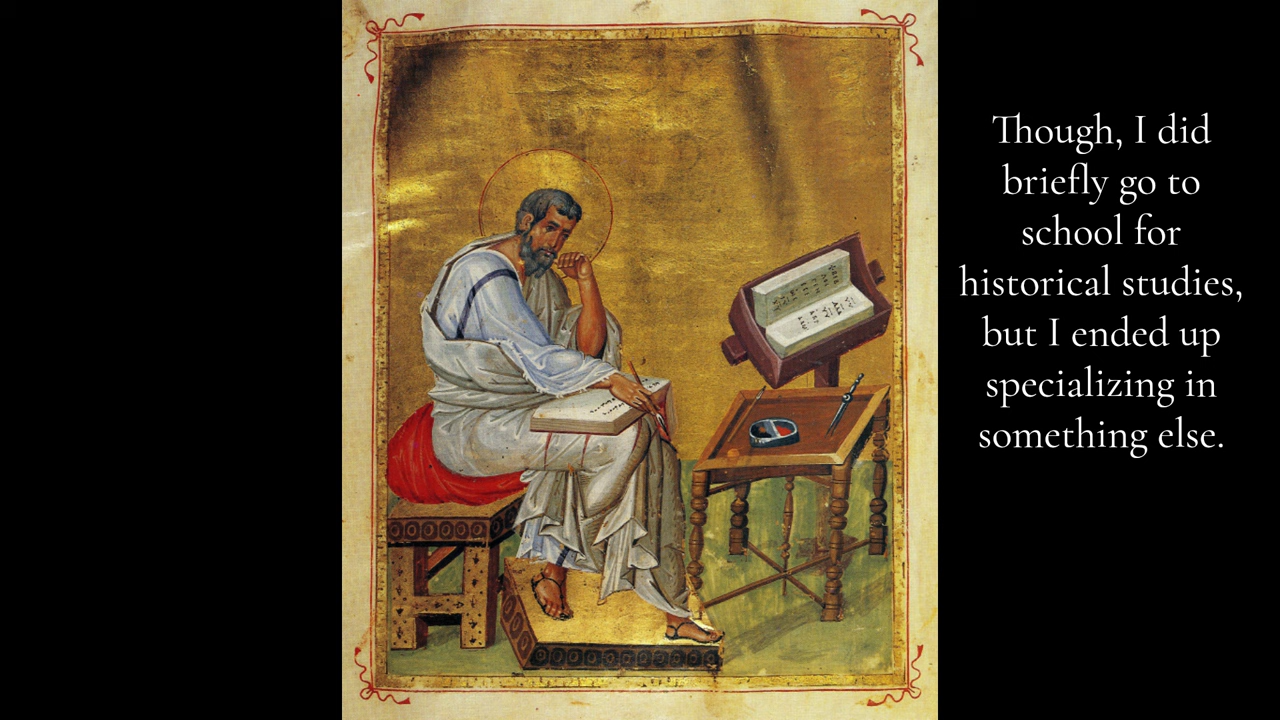 Though, I did
briefly go to
school for
historical studies,
but I ended up
specializing in
something else.